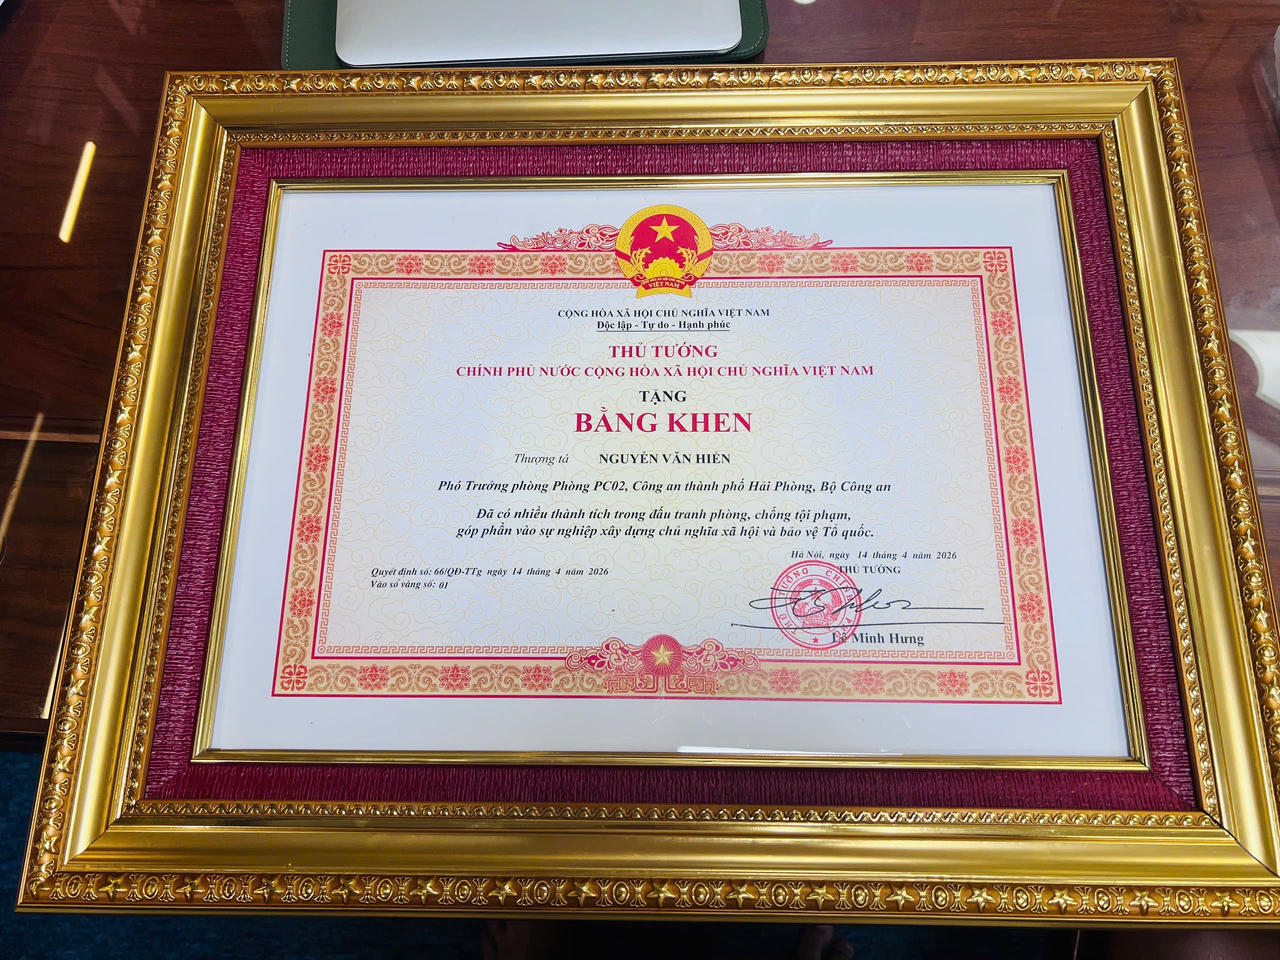 VIỆT NAM
CỘNG HÒA XÃ HỘI CHỦ NGHĨA VIỆT NAM
Độc lập - Tự do - Hạnh phúc
THỦ TƯỚNG
CHÍNH PHỦ NƯỚC CỘNG HÒA XÃ HỘI CHỦ NGHĨA VIỆT NAM
TẶNG
BẰNG KHEN
Thượng tá NGUYỄN VĂN HIỂN
Phó Trưởng phòng Phòng PC02, Công an thành phố Hải Phòng, Bộ Công an
Đã có nhiều thành tích trong đấu tranh phòng, chống tội phạm,
góp phần vào sự nghiệp xây dựng chủ nghĩa xã hội và bảo vệ Tổ quốc.
Hà Nội, ngày 14 tháng 4 năm 2026
THỦ TƯỚNG
Quyết định số: 66/QĐ-TTg ngày 14 tháng 4 năm 2026
Vào sổ vàng số: 01
Lê Minh Hưng